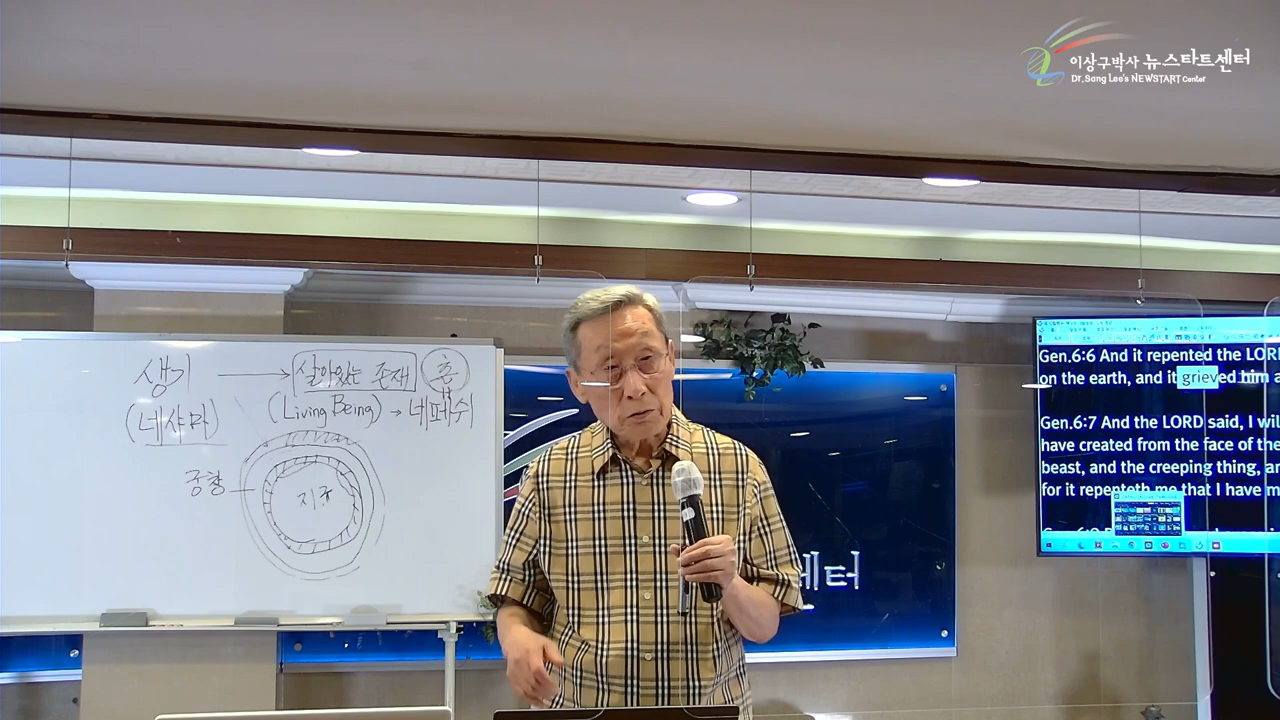 이상구박사 뉴스타트센터
Dr. Sang Lee's NEWSTART Center
생기 → 살아있는 존재 혼
(네샤마) (Living Being) → 네패쉬
궁창
지구
센터
Gen.6:6 And it repented the LORD
on the earth, and it grieved him a
Gen.6:7 And the LORD said, I wil
have created from the face of the
beast, and the creeping thing, an
for it repenteth me that I have m